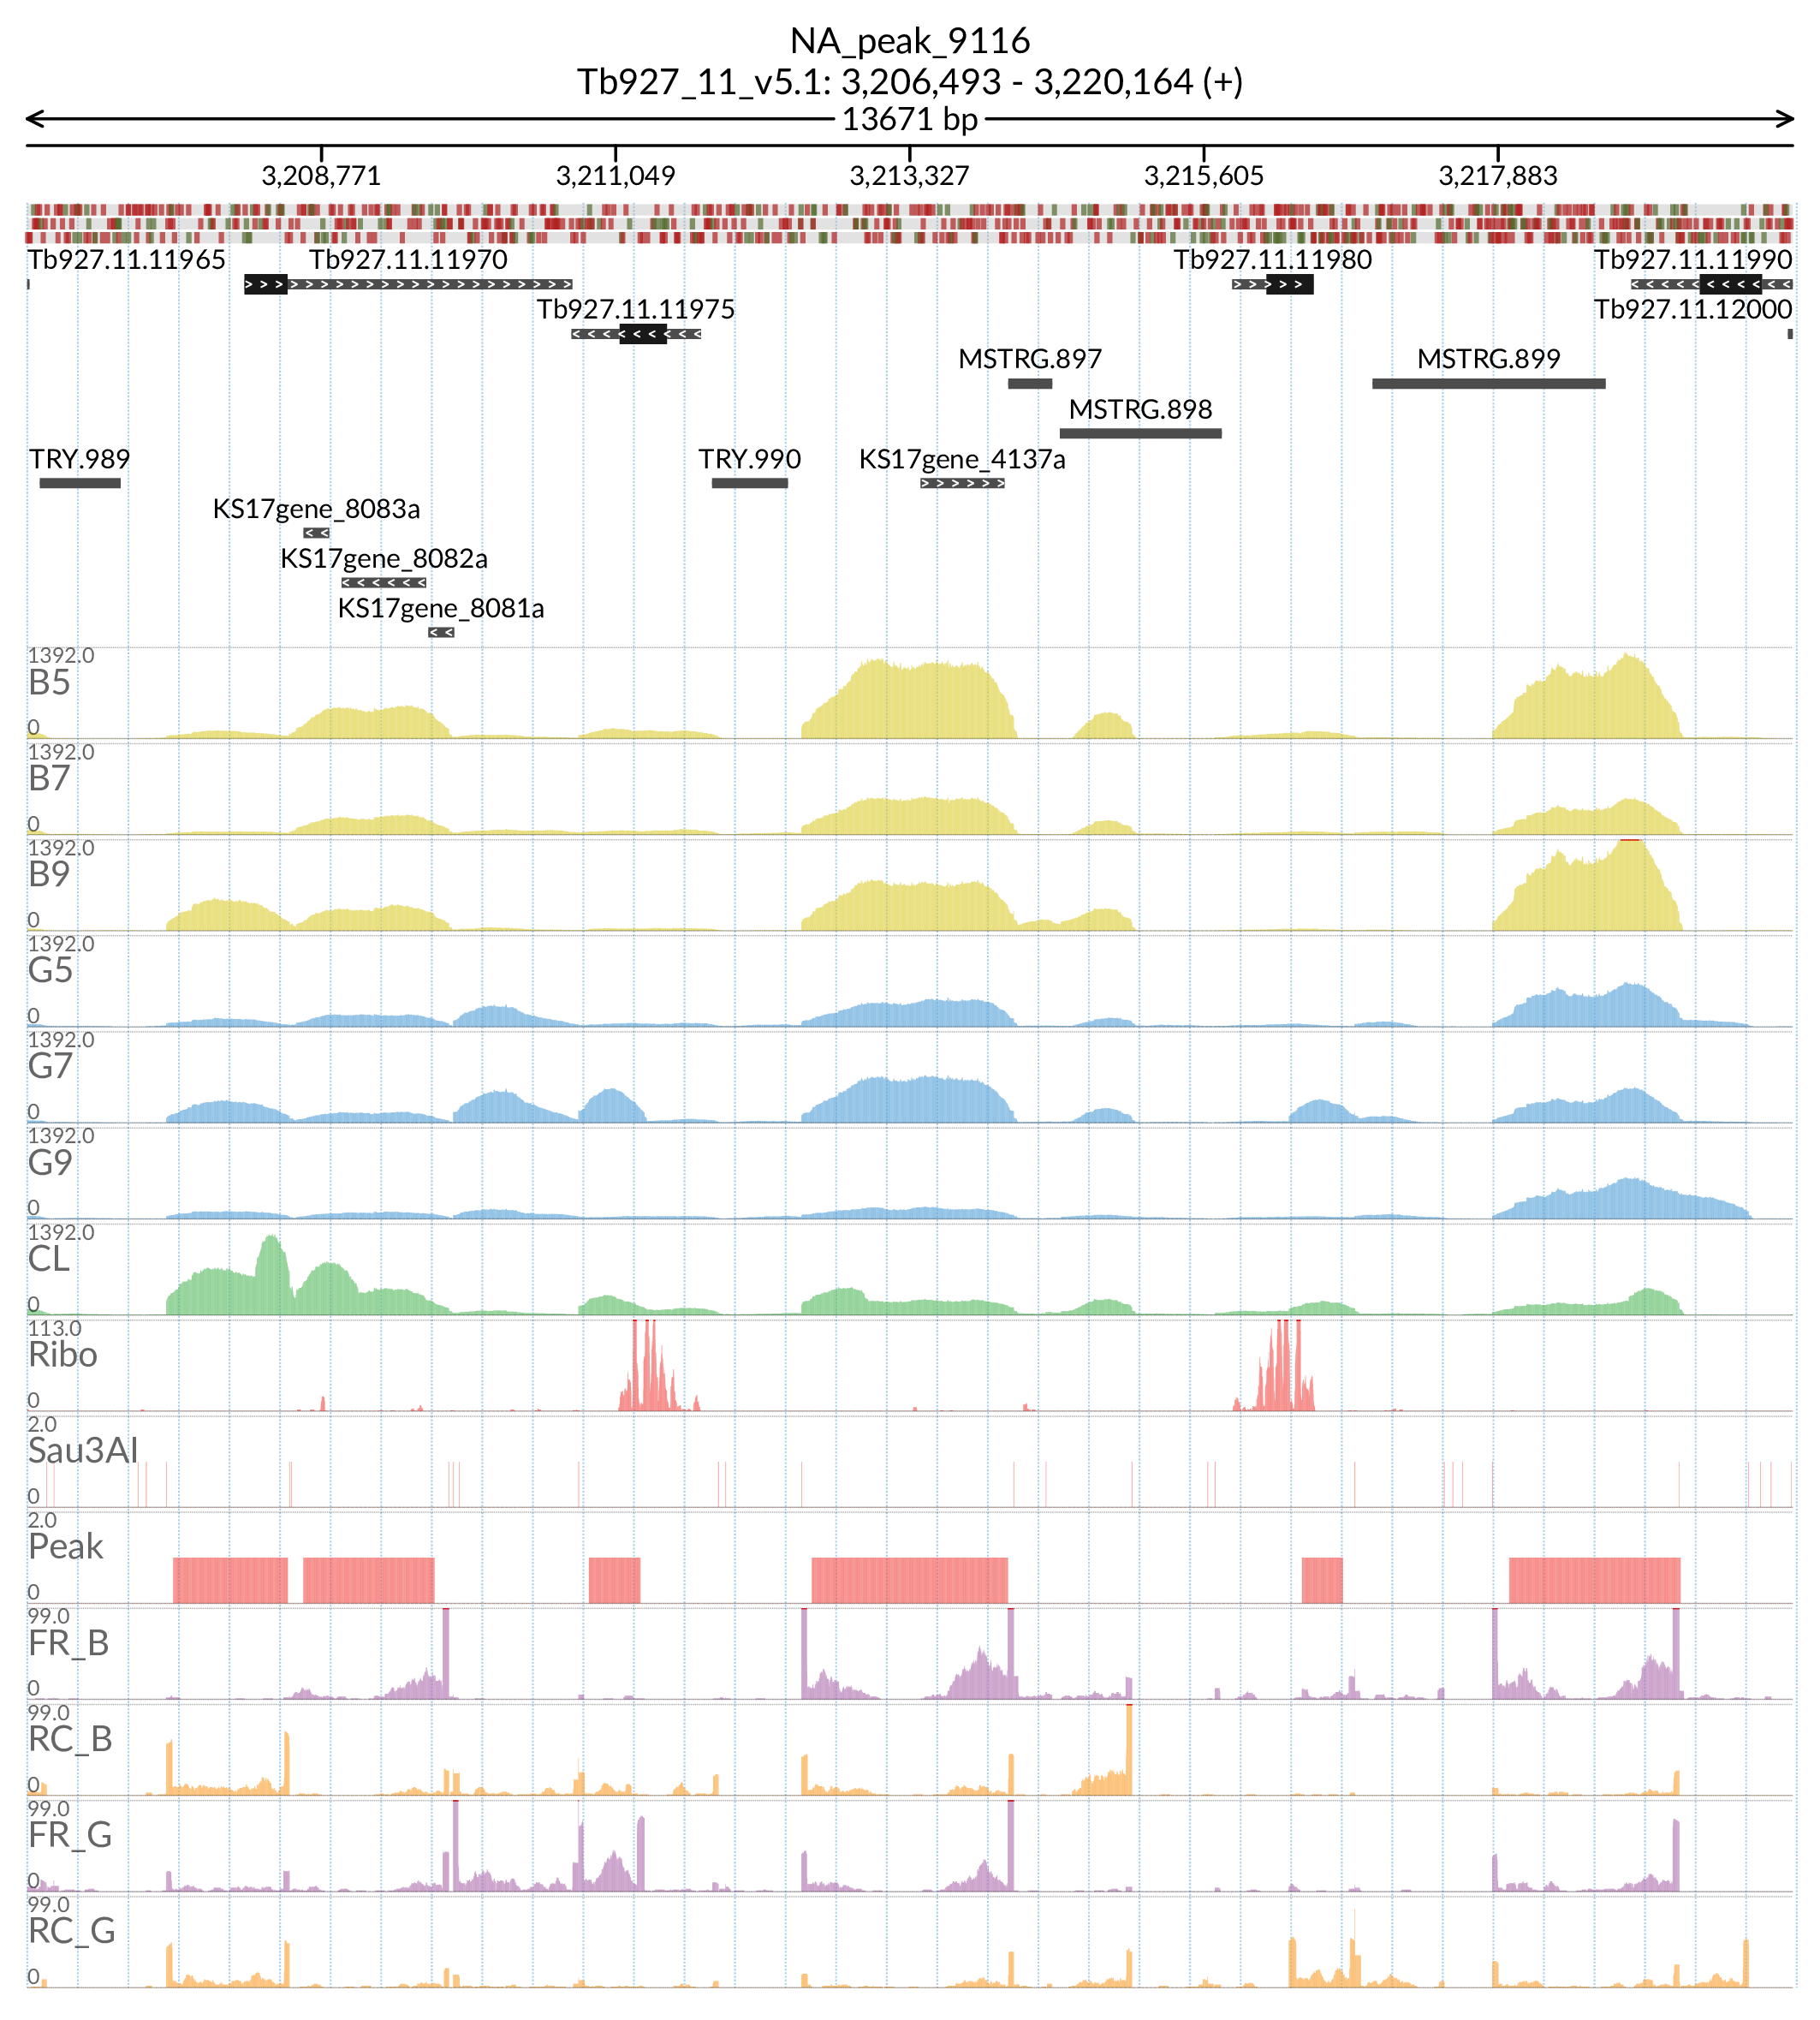 NA_peak_9116
Tb927_11_v5.1: 3,206,493 - 3,220,164 (+)
13671 bp
3,208,771 3,211,049 3,213,327 3,215,605 3,217,883
Tb927.11.11965 Tb927.11.11970 Tb927.11.11980 Tb927.11.11990
Tb927.11.11975 Tb927.11.12000
MSTRG.897 MSTRG.899
MSTRG.898
TRY.989 TRY.990 KS17gene_4137a
KS17gene_8083a
KS17gene_8082a
KS17gene_8081a
1392.0
B5
0
1392.0
B7
0
1392.0
B9
0
1392.0
G5
0
1392.0
G7
0
1392.0
G9
0
1392.0
CL
0
113.0
Ribo
0
2.0
Sau3AI
0
2.0
Peak
0
99.0
FR_B
0
99.0
RC_B
0
99.0
FR_G
0
99.0
RC_G
0